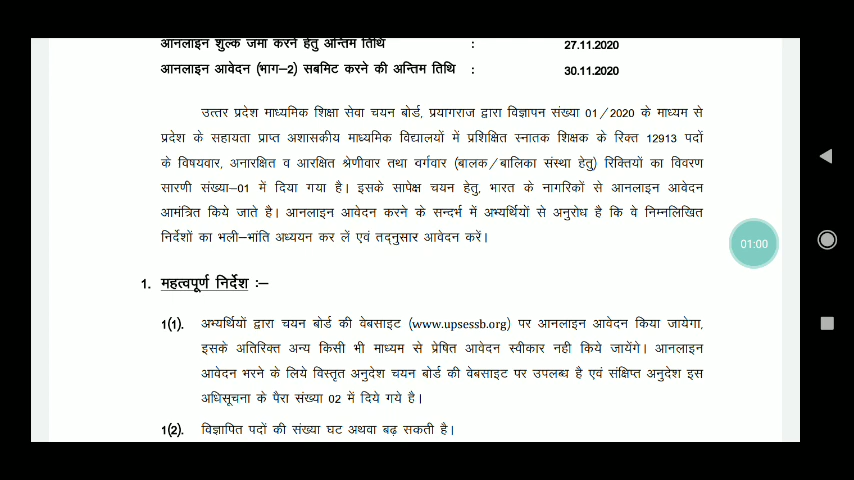 आनलाइन शुल्क जमा करने हेतु अन्तिम तिथि : 27.11.2020
आनलाइन आवेदन (भाग–2) सबमिट करने की अन्तिम तिथि : 30.11.2020
उत्तर प्रदेश माध्यमिक शिक्षा सेवा चयन बोर्ड, प्रयागराज द्वारा विज्ञापन संख्या 01/2020 के माध्यम से
प्रदेश के सहायता प्राप्त अशासकीय माध्यमिक विद्यालयों में प्रशिक्षित स्नातक शिक्षक के रिक्त 12913 पदों
के विषयवार, अनारक्षित व आरक्षित श्रेणीवार तथा वर्गवार (बालक/बालिका संस्था हेतु) रिक्तियों का विवरण
सारणी संख्या–01 में दिया गया है। इसके सापेक्ष चयन हेतु, भारत के नागरिकों से आनलाइन आवेदन
आमंत्रित किये जाते है। आनलाइन आवेदन करने के सन्दर्भ में अभ्यर्थियों से अनुरोध है कि वे निम्नलिखित
निर्देशों का भली–भांति अध्ययन कर लें एवं तद्नुसार आवेदन करें।
01:00
1. महत्वपूर्ण निर्देश :–
1(1). अभ्यर्थियों द्वारा चयन बोर्ड की वेबसाइट (www.upsessb.org) पर आनलाइन आवेदन किया जायेगा,
इसके अतिरिक्त अन्य किसी भी माध्यम से प्रेषित आवेदन स्वीकार नही किये जायेंगे। आनलाइन
आवेदन भरने के लिये विस्तृत अनुदेश चयन बोर्ड की वेबसाइट पर उपलब्ध है एवं संक्षिप्त अनुदेश इस
अधिसूचना के पैरा संख्या 02 में दिये गये है।
1(2). विज्ञापित पदों की संख्या घट अथवा बढ़ सकती है।